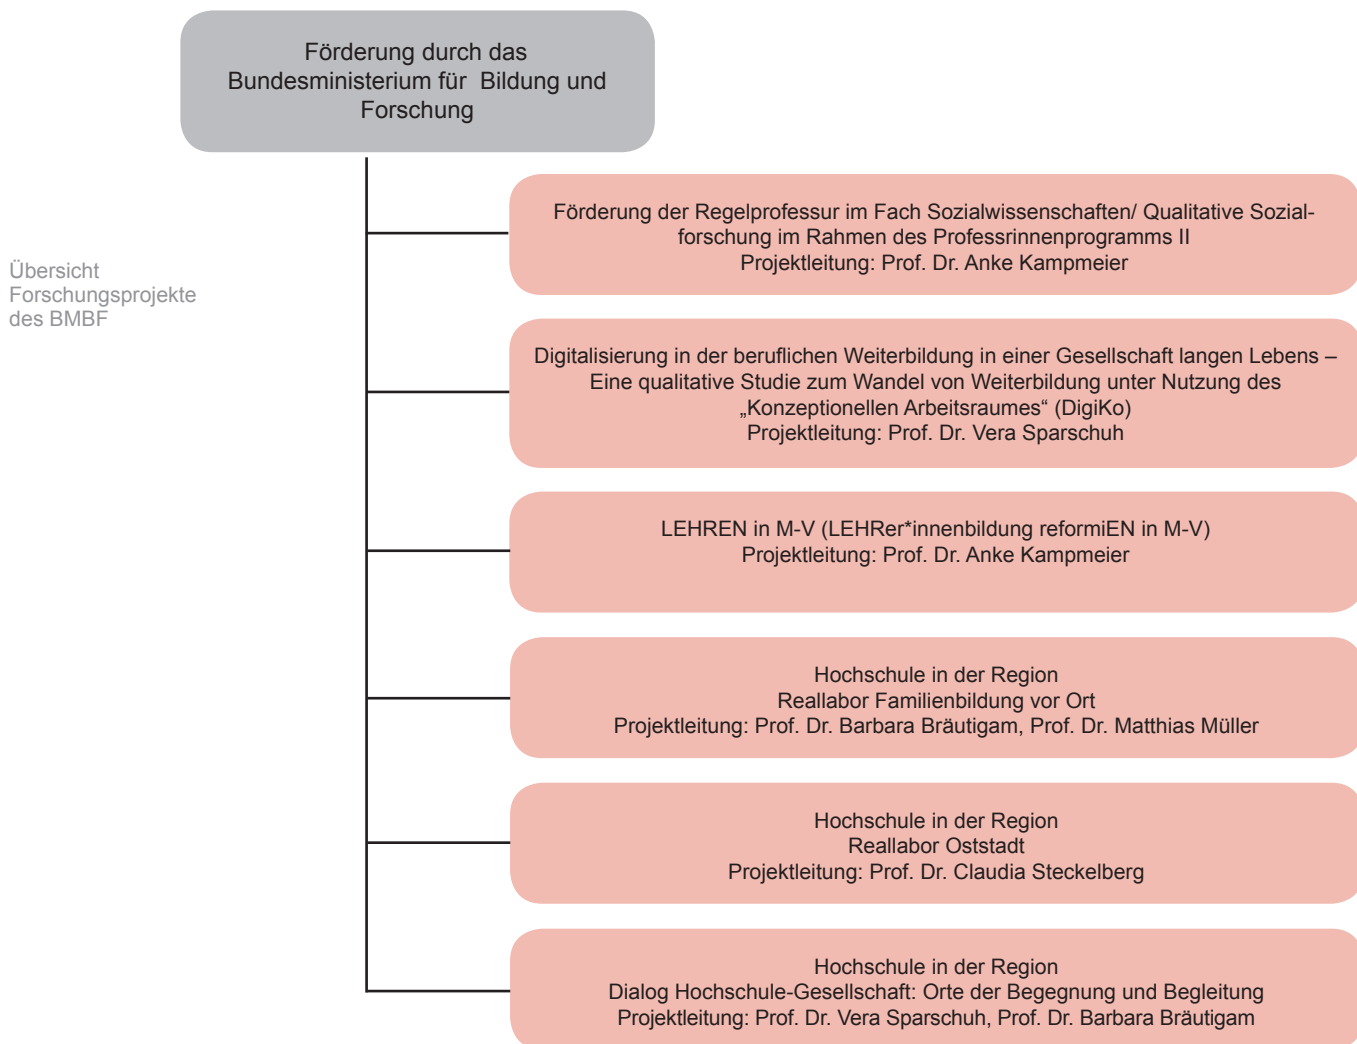 Förderung durch das
Bundesministerium für Bildung und
Forschung
Übersicht
Forschungsprojekte
des BMBF
Förderung der Regelprofessur im Fach Sozialwissenschaften/ Qualitative Sozial-
forschung im Rahmen des Professrinnenprogramms II
Projektleitung: Prof. Dr. Anke Kampmeier
Digitalisierung in der beruflichen Weiterbildung in einer Gesellschaft langen Lebens –
Eine qualitative Studie zum Wandel von Weiterbildung unter Nutzung des
„Konzeptionellen Arbeitsraumes“ (DigiKo)
Projektleitung: Prof. Dr. Vera Sparschuh
LEHREN in M-V (LEHRer*innenbildung reformiEN in M-V)
Projektleitung: Prof. Dr. Anke Kampmeier
Hochschule in der Region
Reallabor Familienbildung vor Ort
Projektleitung: Prof. Dr. Barbara Bräutigam, Prof. Dr. Matthias Müller
Hochschule in der Region
Reallabor Oststadt
Projektleitung: Prof. Dr. Claudia Steckelberg
Hochschule in der Region
Dialog Hochschule-Gesellschaft: Orte der Begegnung und Begleitung
Projektleitung: Prof. Dr. Vera Sparschuh, Prof. Dr. Barbara Bräutigam